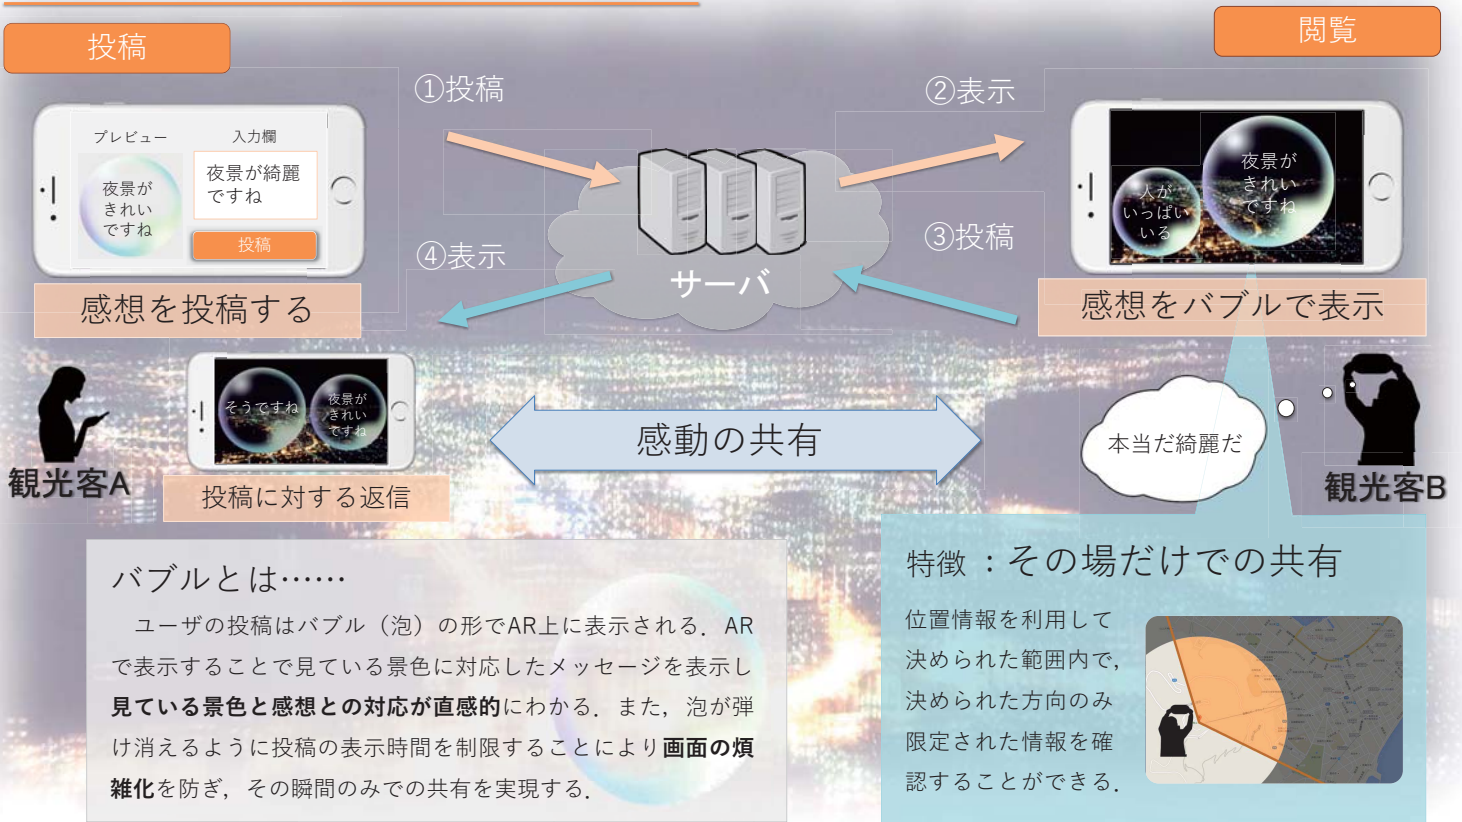 投稿
閲覧
①投稿
②表示
プレビュー
入力欄
夜景が
きれい
ですね
夜景が綺麗
ですね
投稿
夜景が
きれい
ですね
人が
いっぱい
いる
③投稿
④表示
サーバ
感想を投稿する
感想をバブルで表示
そうですね
夜景が
きれい
ですね
感動の共有
本当だ綺麗だ
観光客A
投稿に対する返信
観光客B
バブルとは……
ユーザの投稿はバブル（泡）の形でAR上に表示される．AR
で表示することで見ている景色に対応したメッセージを表示し
見ている景色と感想との対応が直感的にわかる．また，泡が弾
け消えるように投稿の表示時間を制限することにより画面の煩
雑化を防ぎ，その瞬間のみでの共有を実現する．
特徴：その場だけでの共有
位置情報を利用して
決められた範囲内で，
決められた方向のみ
限定された情報を確
認することができる．